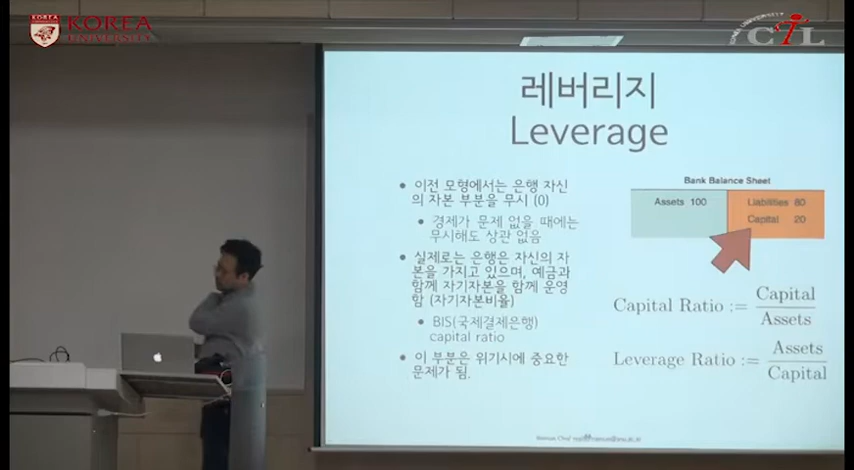 KOREA
UNIVERSITY
KOREA UNIVERSITY
CTL
레버리지
Leverage
• 이전 모형에서는 은행 자신
의 자본 부분을 무시 (0)
• 경제가 문제 없을 때에는
무시해도 상관 없음
• 실제로는 은행은 자신의 자
본을 가지고 있으며, 예금과
함께 자기자본을 함께 운영
함 (자기자본비율)
• BIS(국제결제은행)
capital ratio
• 이 부분은 위기시에 중요한
문제가 됨.
Bank Balance Sheet
Assets 100
Liabilities 80
Capital 20
Capital Ratio := Capital
Assets
Leverage Ratio := Assets
Capital